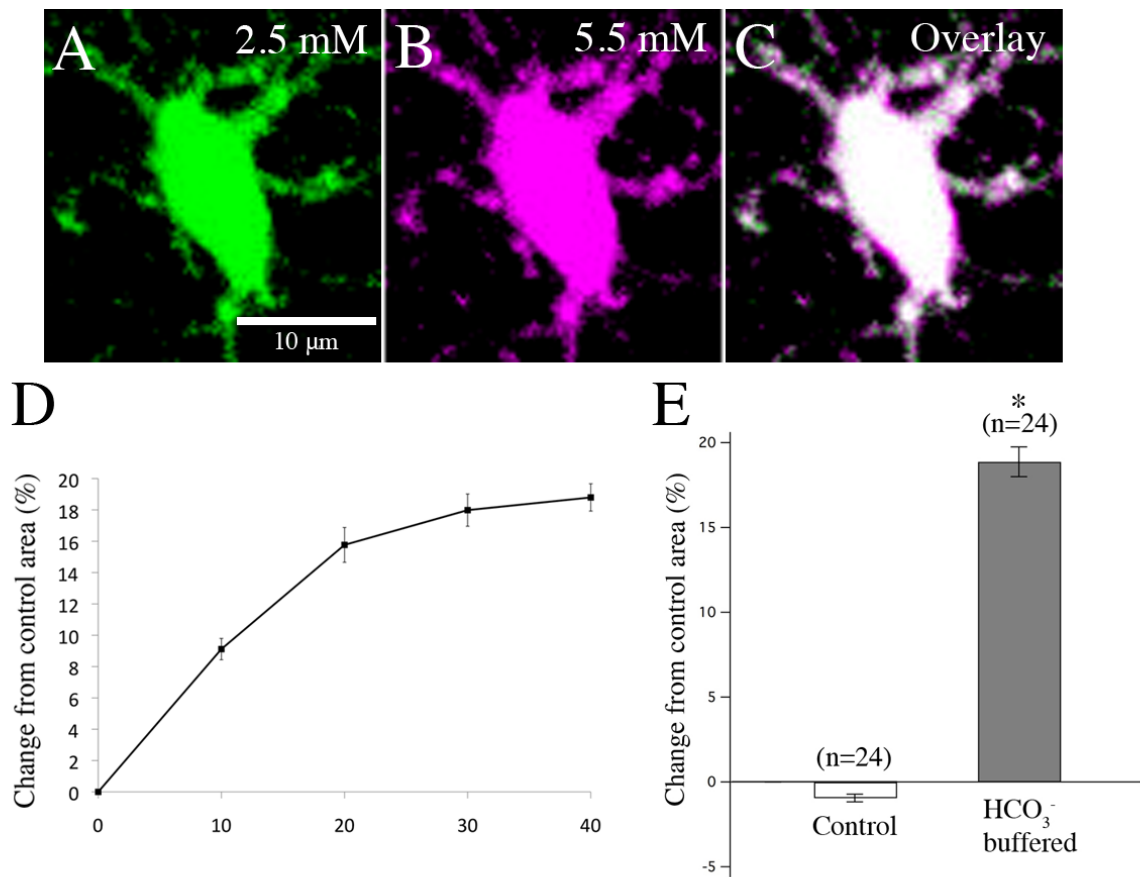 A
2.5 mM
B
5.5 mM
C
Overlay
10 μm
D
Change from control area (%)
20
18
16
14
12
10
8
6
4
2
0
0 10 20 30 40
E
Change from control area (%)
20
15
10
5
0
-5
(n=24)
Control
*
(n=24)
HCO₃⁻
buffered